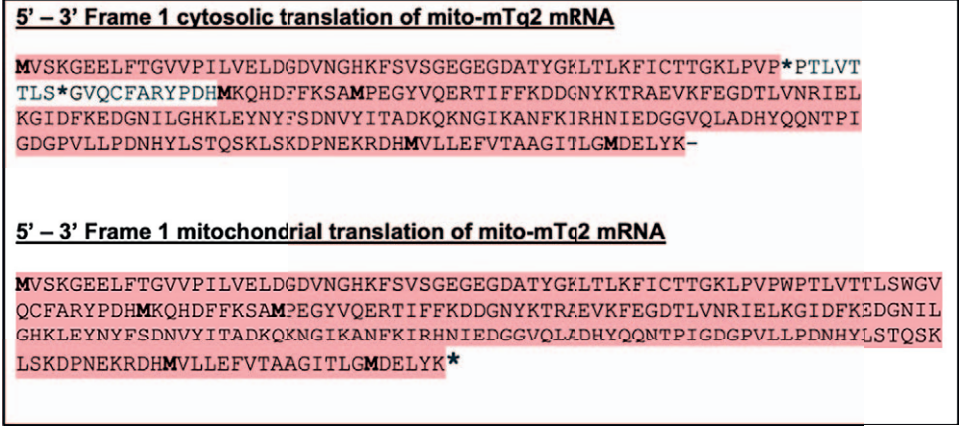 5' – 3' Frame 1 cytosolic translation of mito-mTq2 mRNA
MVSKGEELFTGVVPILVELDGDVNGHKFSVSGEGEGDATYGKLTLKFICTTGKLPVP*PTLVT
TLS*GVQCFARYPDHMKQHDFFKSAMPEGYVQERTIFFKDDGNYKTRAEVKFEGDTLVNRIEL
KGIDFKEDGNILGHKLEYNYFSDNVYITADKQKNGIKANFKIRHNIEDGGVQLADHYQQNTPI
GDGPVLLPDNHYLSTQSKLSKDPNEKRDHMVLLEFVTAAGITLGMDELYK–
5' – 3' Frame 1 mitochondrial translation of mito-mTq2 mRNA
MVSKGEELFTGVVPILVELDGDVNGHKFSVSGEGEGDATYGKLTLKFICTTGKLPVPWPTLVTTLSWGV
QCFARYPDHMKQHDFFKSAMPEGYVQERTIFFKDDGNYKTRAEVKFEGDTLVNRIELKGIDFKEDGNIL
GHKLEYNYFSDNVYITADKQKNGIKANFKIRHNIEDGGVQLADHYQQNTPIGDGPVLLPDNHYLSTQSK
LSKDPNEKRDHMVLLEFVTAAGITLGMDELYK*